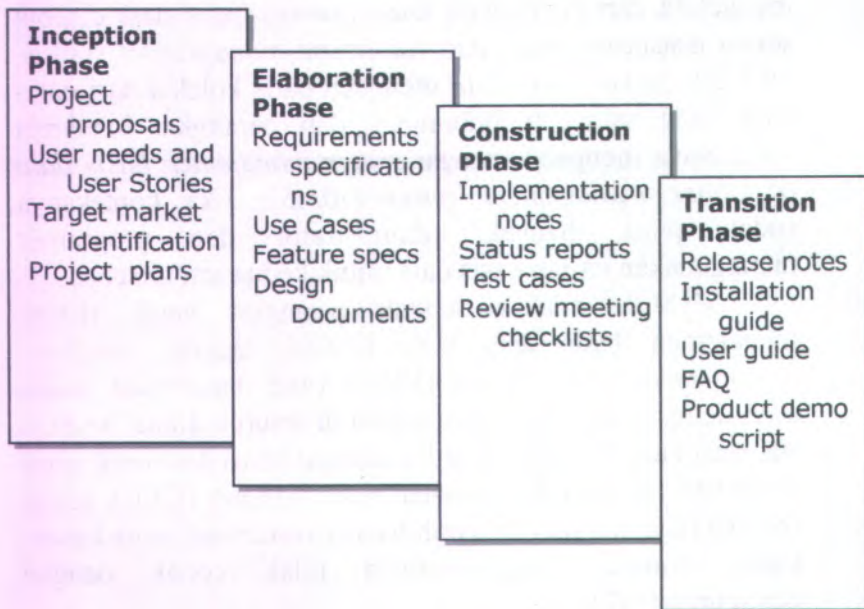 Inception
Phase
Project
proposals
User needs and
User Stories
Target market
identification
Project plans
Elaboration
Phase
Requirements
specificatio
ns
Use Cases
Feature specs
Design
Documents
Construction
Phase
Implementation
notes
Status reports
Test cases
Review meeting
checklists
Transition
Phase
Release notes
Installation
guide
User guide
FAQ
Product demo
script